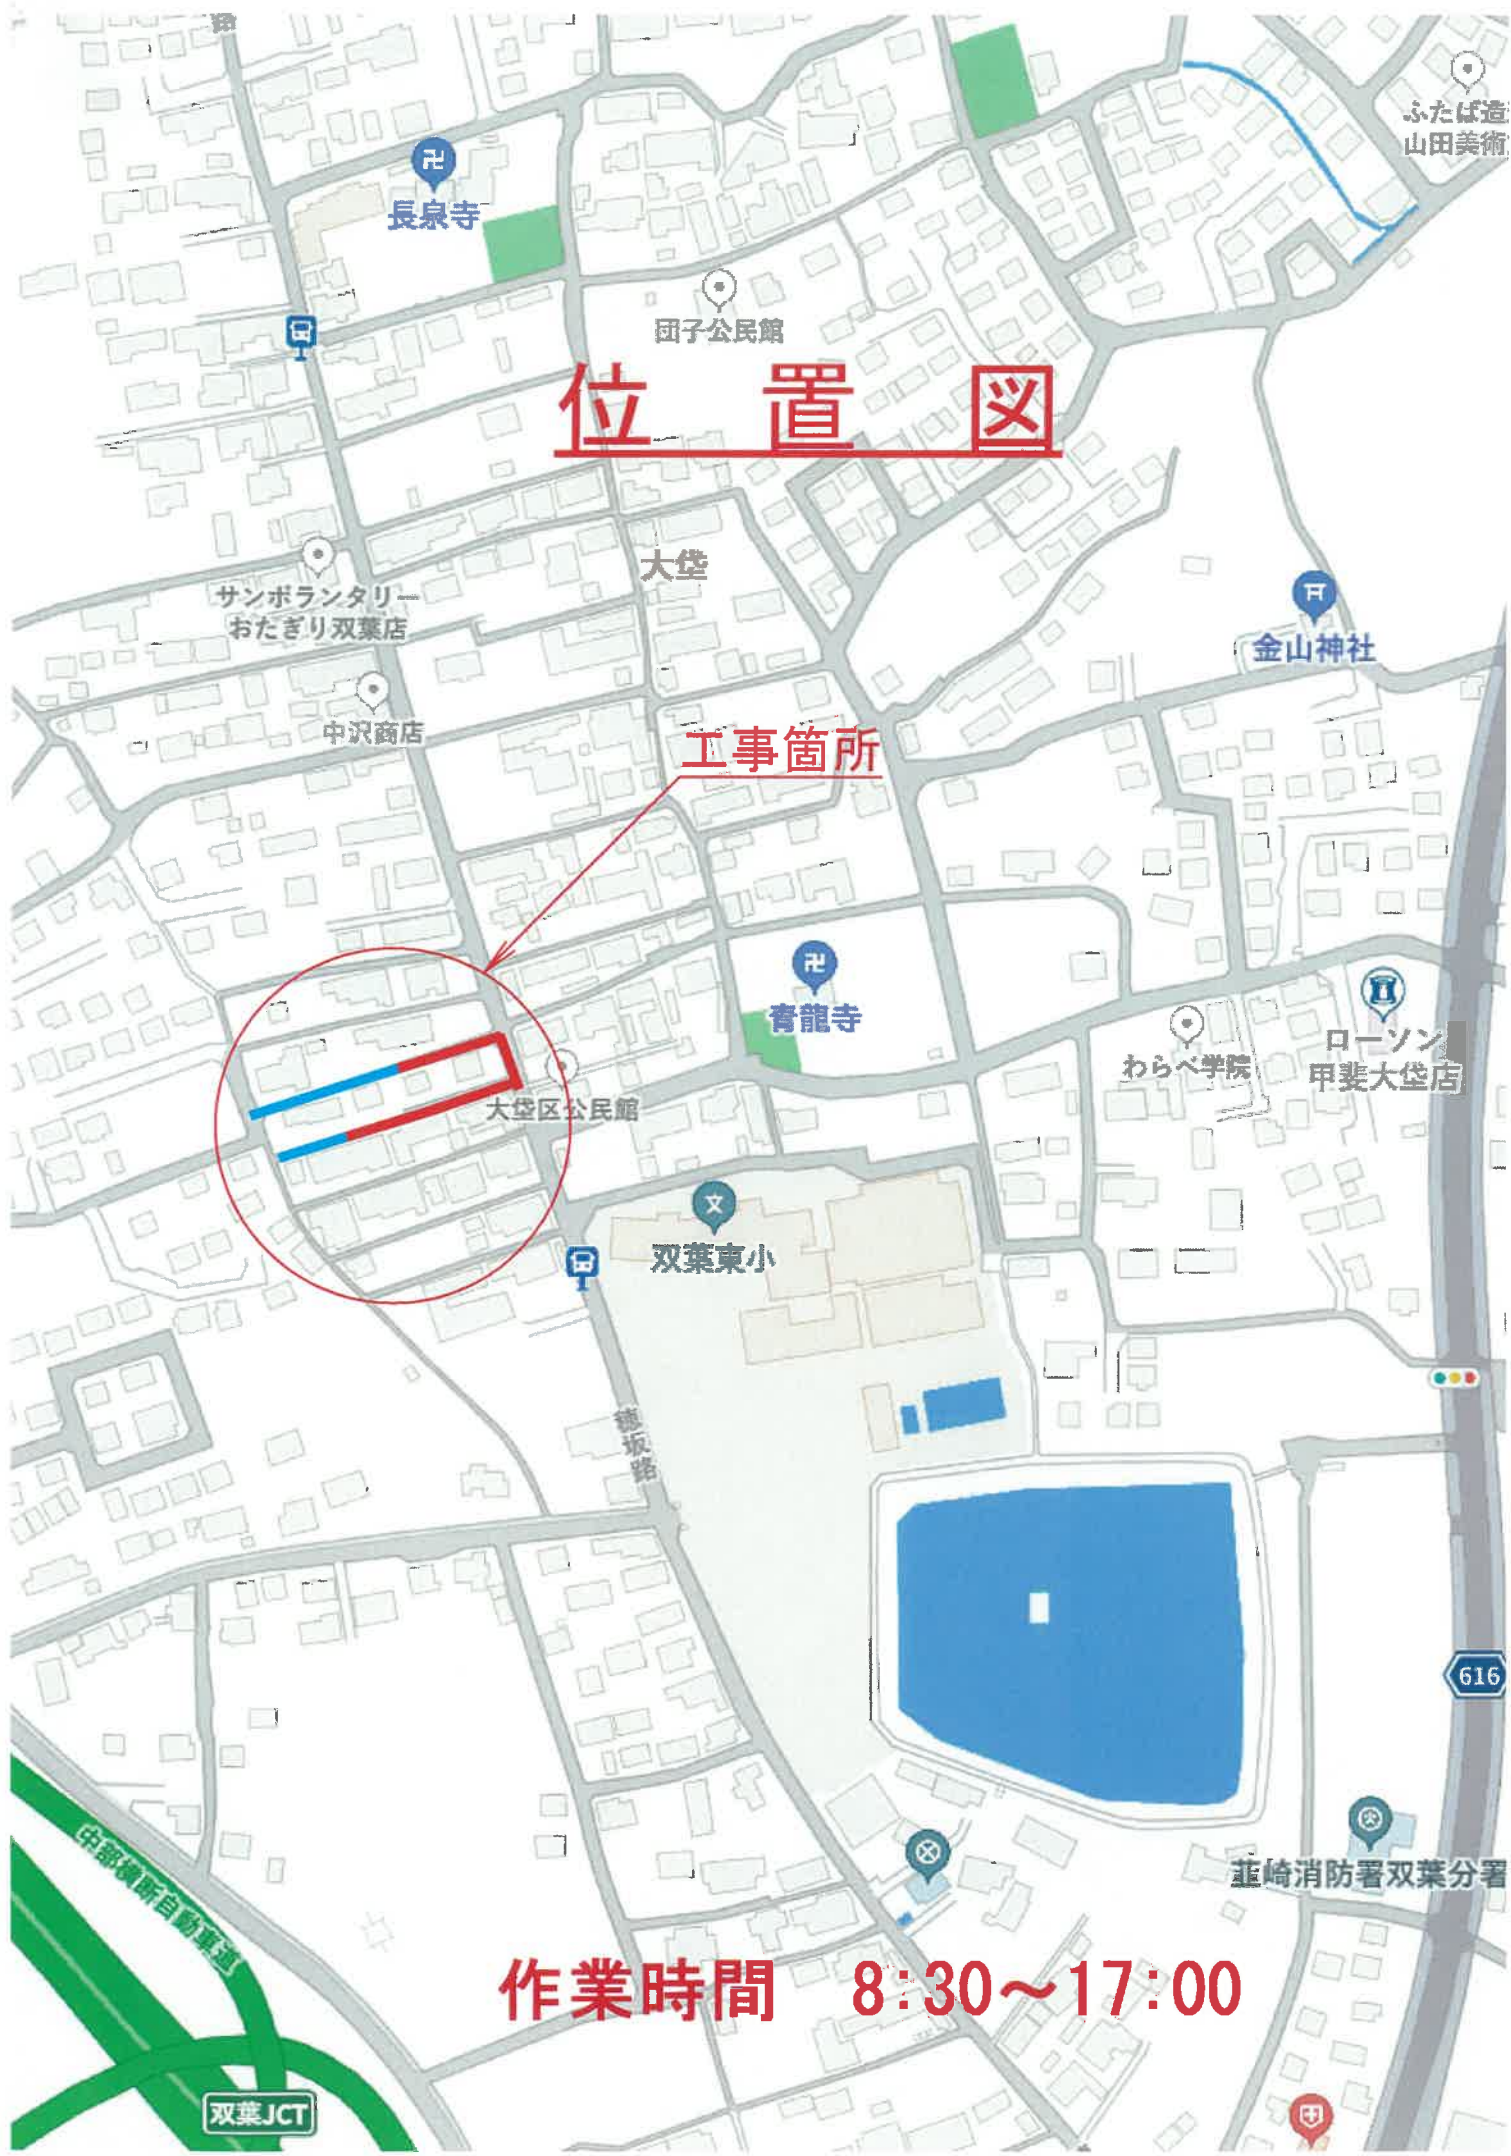 路
ふたば造
山田美術
長泉寺
団子公民館
位 置 図
大垈
サンボランタリー
おたぎり双葉店
金山神社
中沢商店
工事箇所
青龍寺
わらべ学院
ローソン
甲斐大垈店
大垈区公民館
双葉東小
穂坂路
616
中部横断自動車道
韮崎消防署双葉分署
作業時間 8:30～17:00
双葉JCT